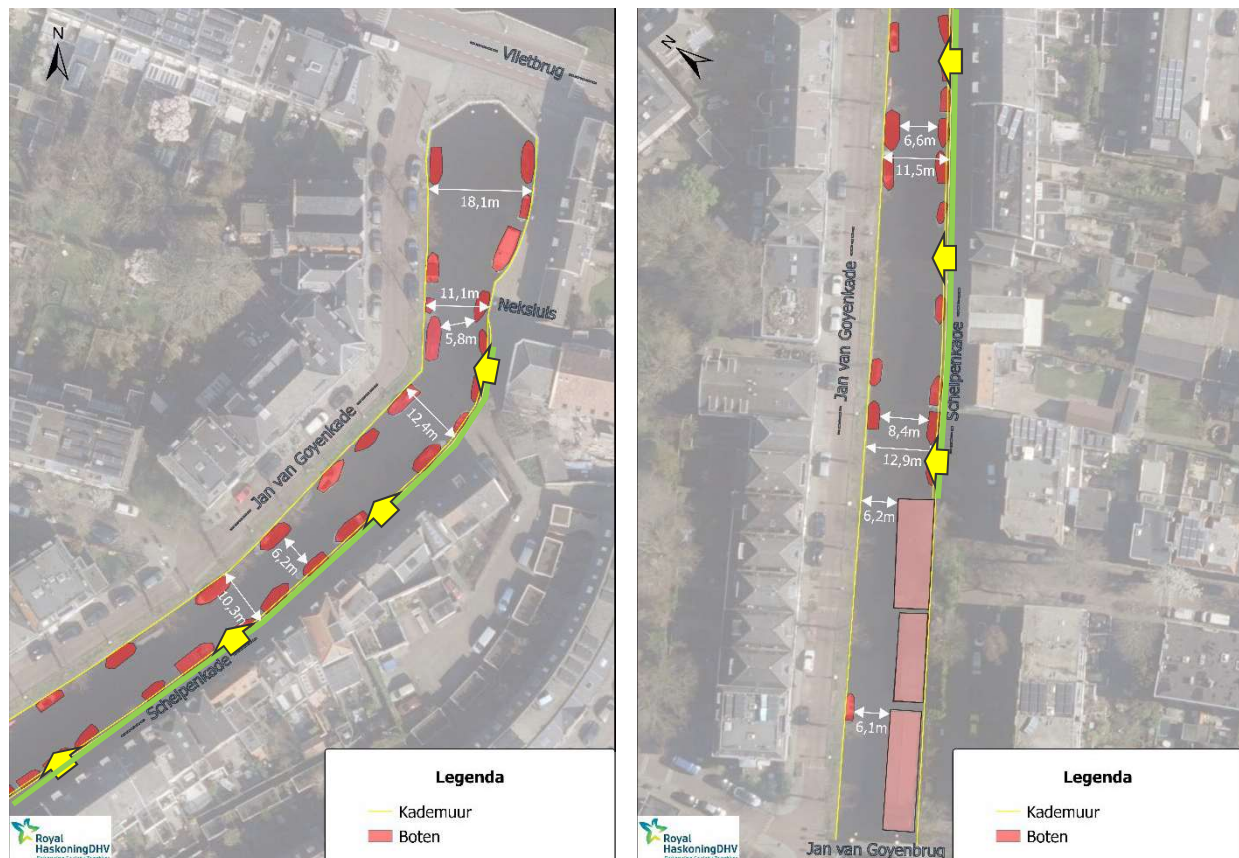 N
Vlietbrug
18,1m
11,1m
Neksluis
5,8m
12,4m
Jan van Goyenkade
6,2m
10,3m
Schelpenkade
Legenda
Kademuur
Boten
Royal
HaskoningDHV
N
6,6m
11,5m
Jan van Goyenkade
Schelpenkade
8,4m
12,9m
6,2m
6,1m
Legenda
Kademuur
Boten
Jan van Goyenbrug
Royal
HaskoningDHV